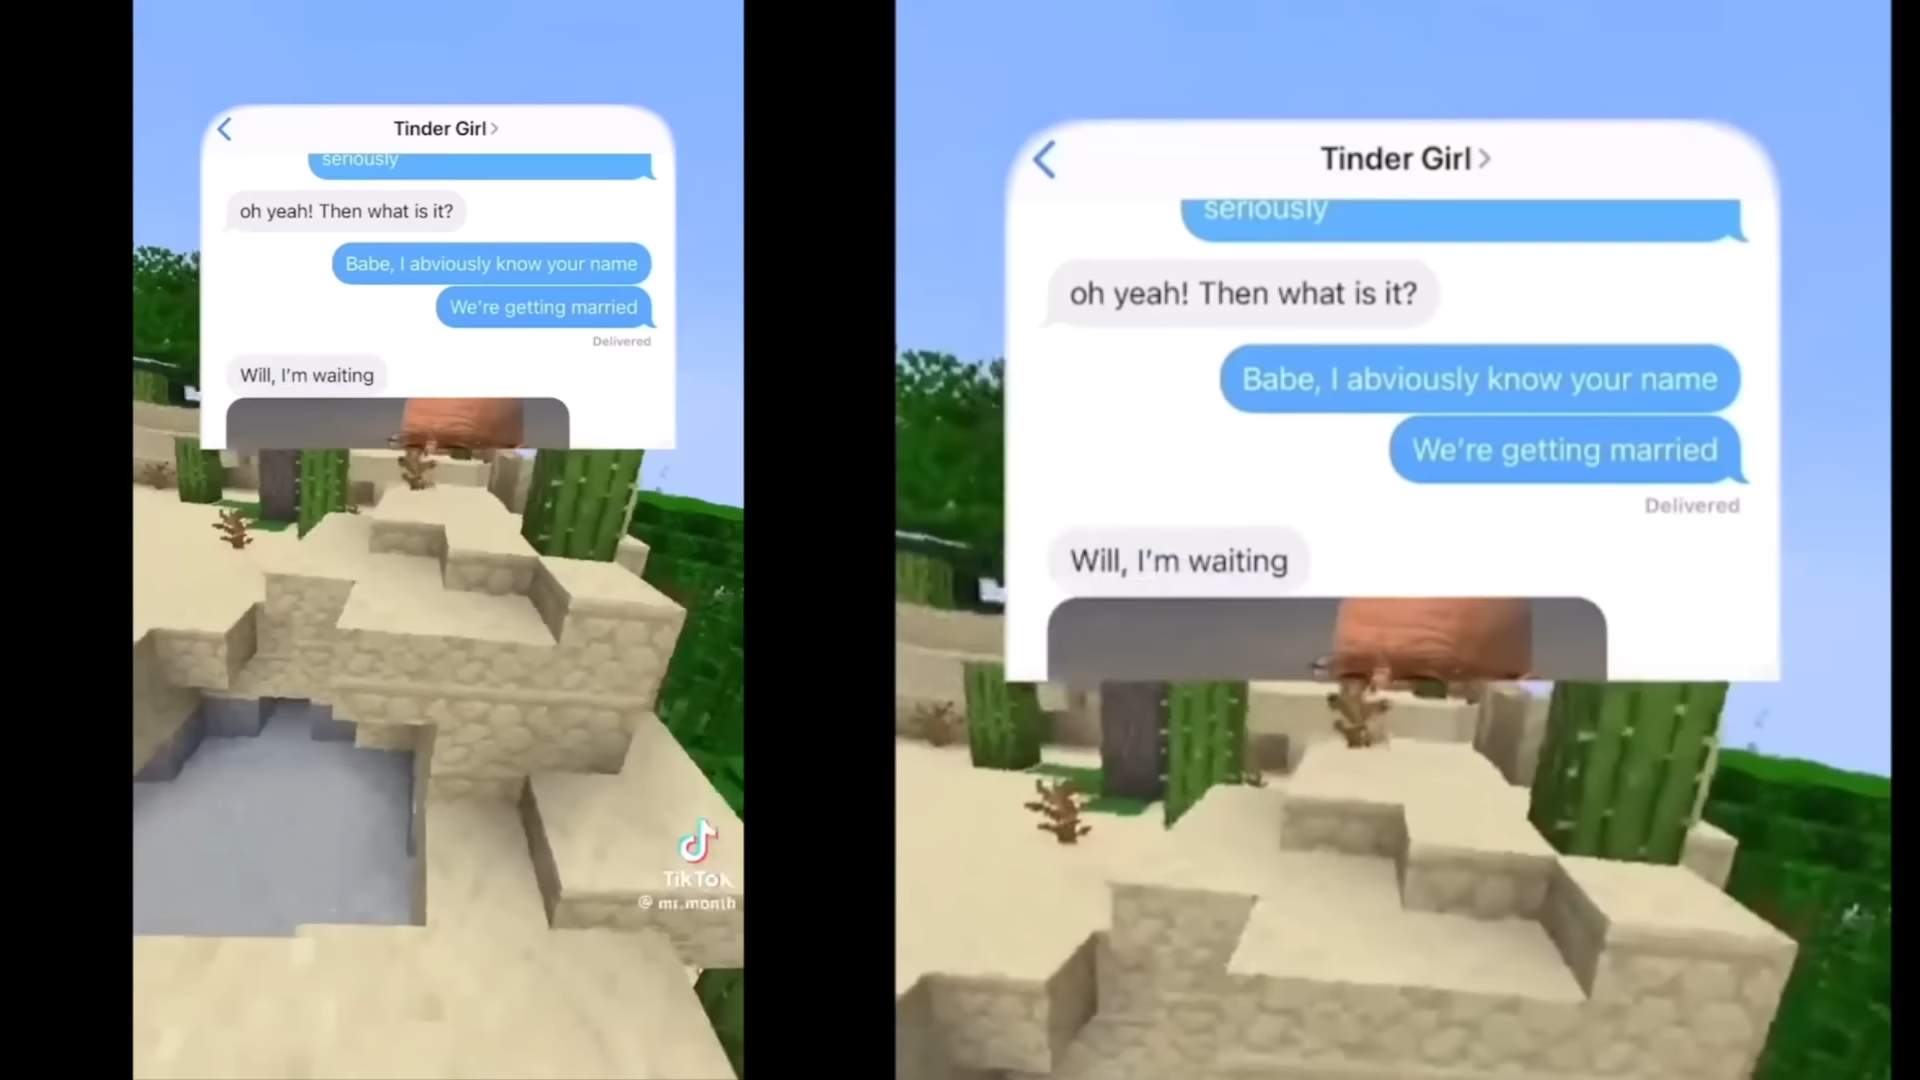 Tinder Girl
seriously
oh yeah! Then what is it?
Babe, I abviously know your name
We're getting married
Delivered
Will, I'm waiting
TikTok
@ mr.month
Tinder Girl
seriously
oh yeah! Then what is it?
Babe, I abviously know your name
We're getting married
Delivered
Will, I'm waiting